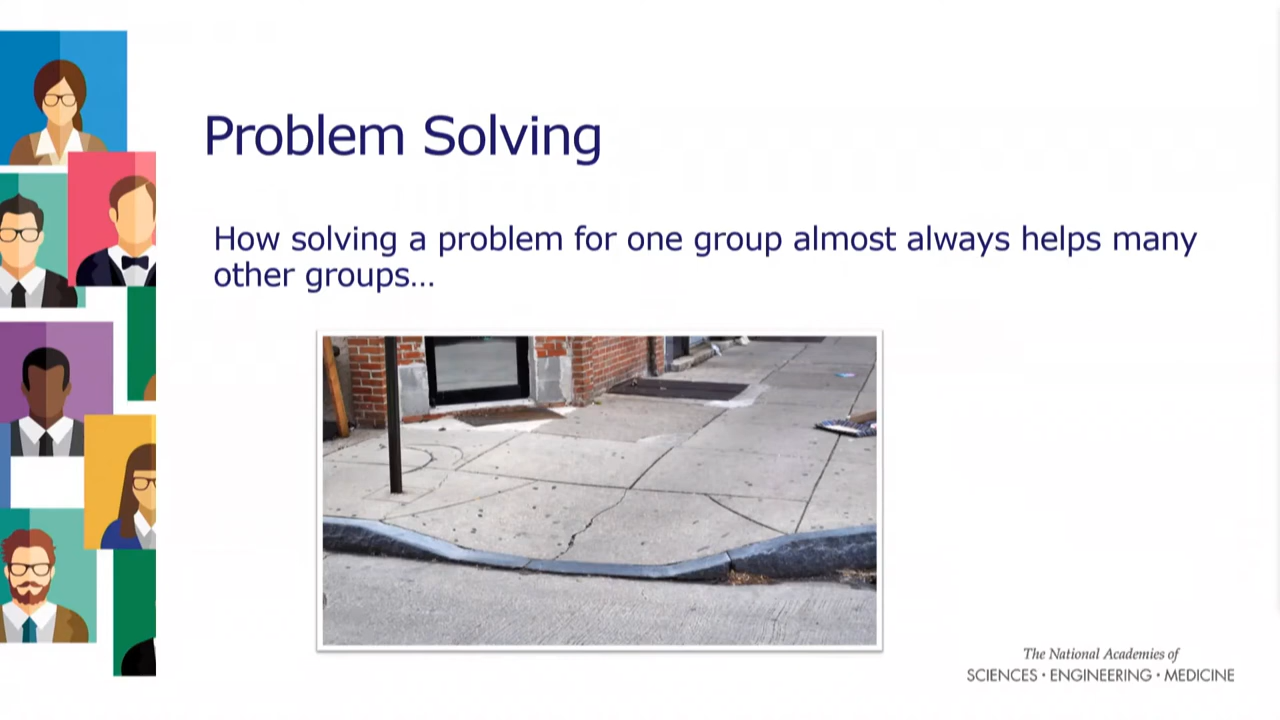 Problem Solving
How solving a problem for one group almost always helps many
other groups...
The National Academies of
SCIENCES · ENGINEERING · MEDICINE